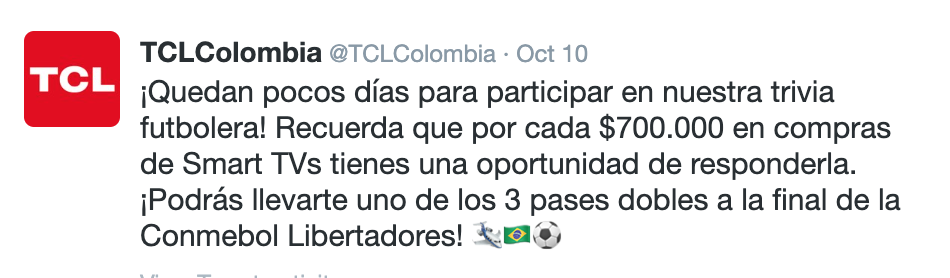 TCLColombia @TCLColombia · Oct 10
TCL
¡Quedan pocos días para participar en nuestra trivia
futbolera! Recuerda que por cada $700.000 en compras
de Smart TVs tienes una oportunidad de responderla.
¡Podrás llevarte uno de los 3 pases dobles a la final de la
Conmebol Libertadores! 🛫🇧🇷⚽